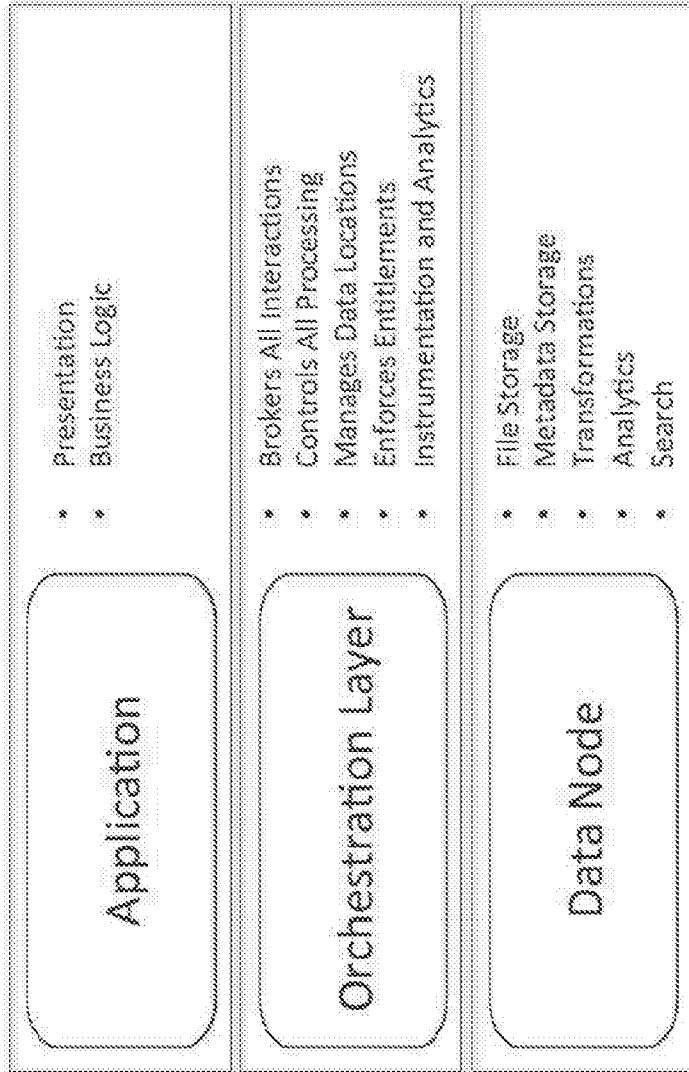 Application
• Presentation
• Business Logic
Orchestration Layer
• Brokers All Interactions
• Controls All Processing
• Manages Data Locations
• Enforces Entitlements
• Instrumentation and Analytics
Data Node
• File Storage
• Metadata Storage
• Transformations
• Analytics
• Search